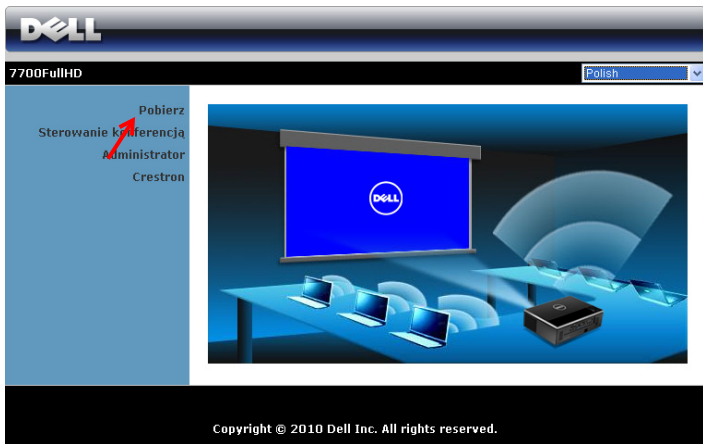 DELL
7700FullHD
Polish
Pobierz
Sterowanie konferencją
Administrator
Crestron
DELL
Copyright © 2010 Dell Inc. All rights reserved.